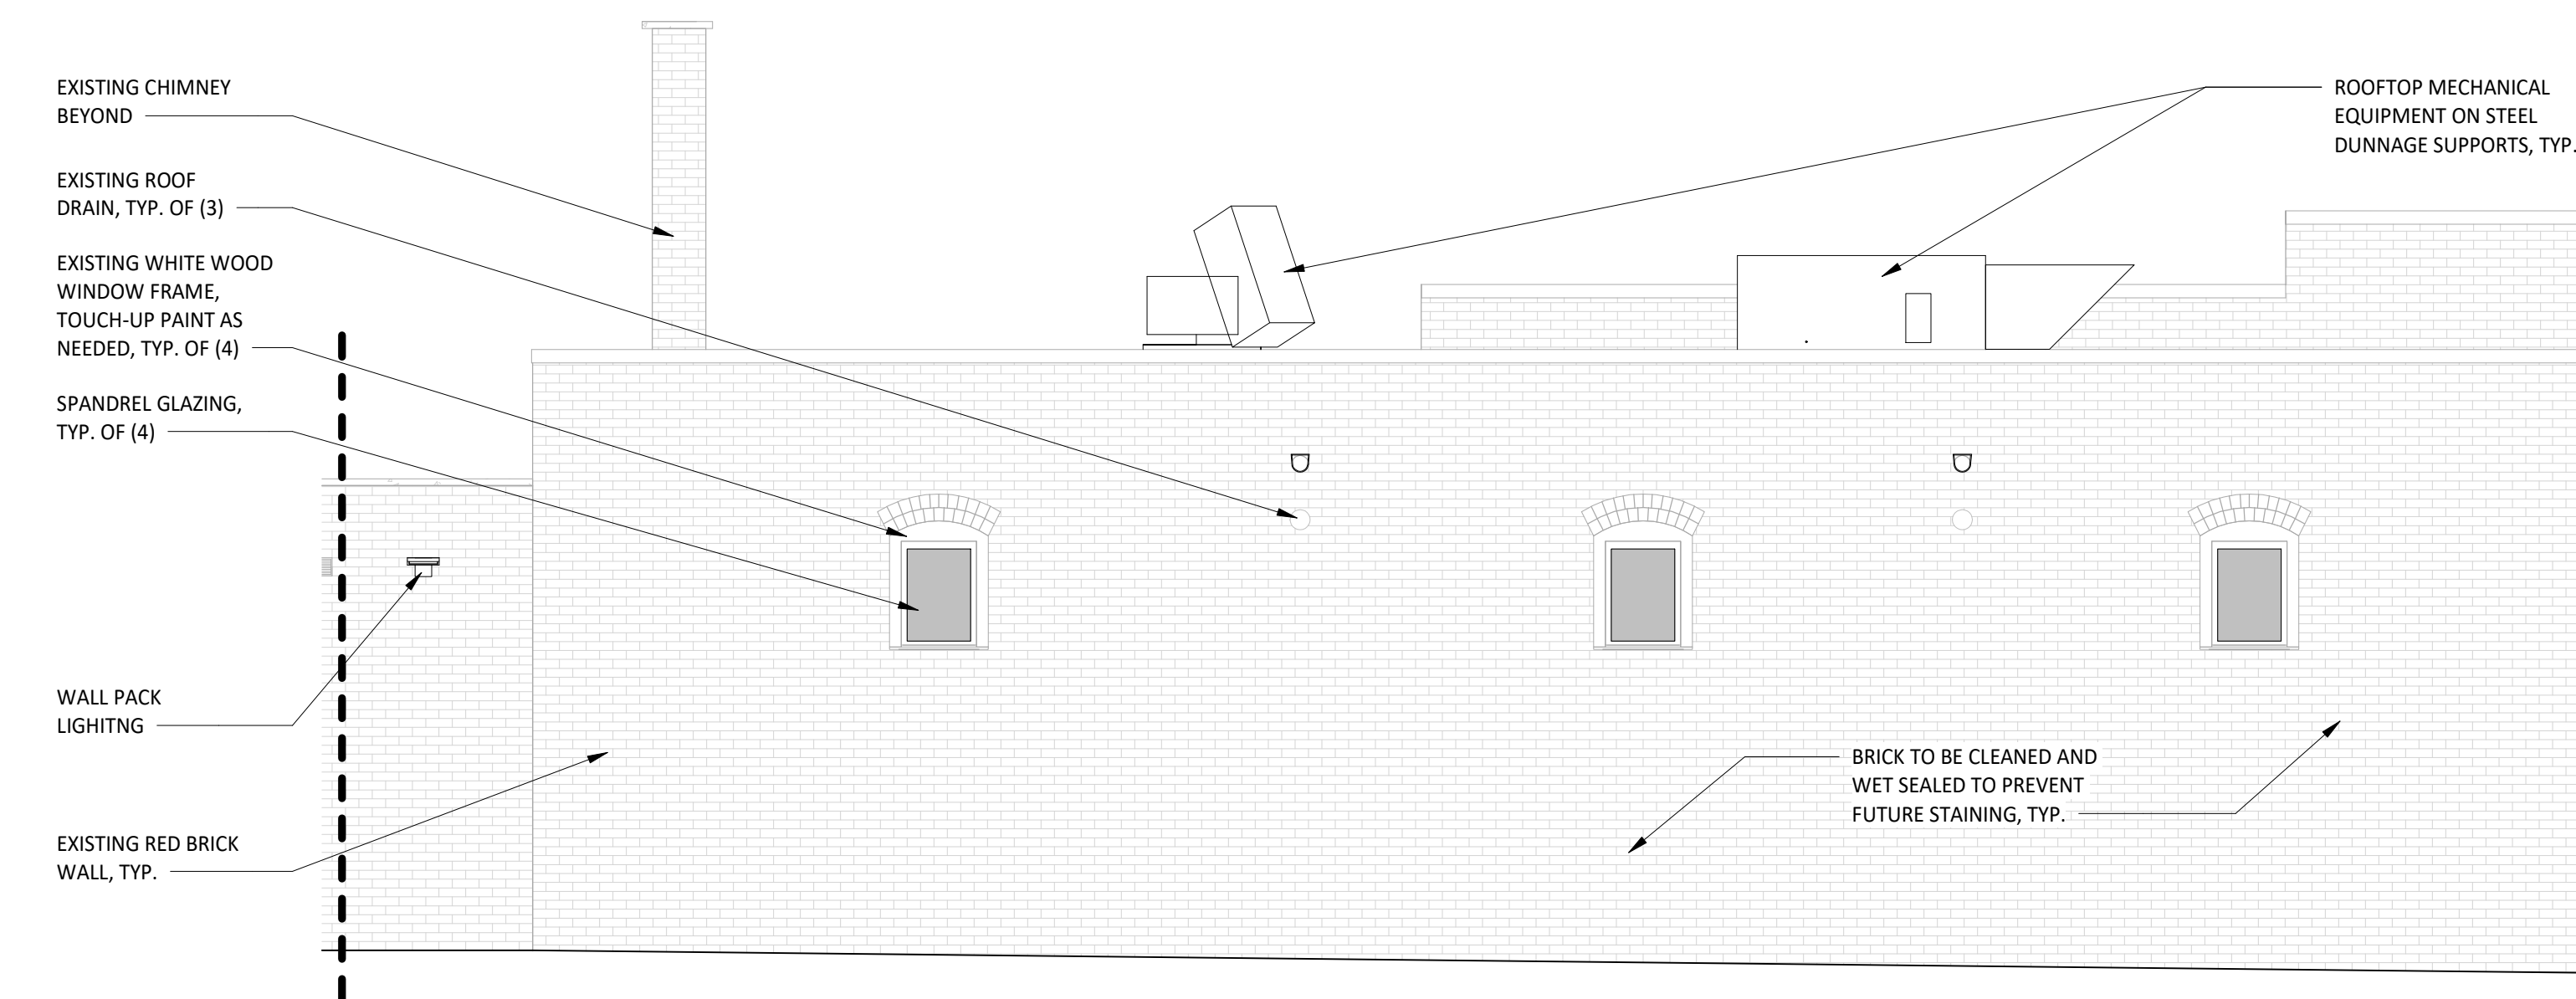 EXISTING CHIMNEY
BEYOND
EXISTING ROOF
DRAIN, TYP. OF (3)
EXISTING WHITE WOOD
WINDOW FRAME,
TOUCH-UP PAINT AS
NEEDED, TYP. OF (4)
SPANDREL GLAZING,
TYP. OF (4)
WALL PACK
LIGHITNG
EXISTING RED BRICK
WALL, TYP.
ROOFTOP MECHANICAL
EQUIPMENT ON STEEL
DUNNAGE SUPPORTS, TYP.
BRICK TO BE CLEANED AND
WET SEALED TO PREVENT
FUTURE STAINING, TYP.